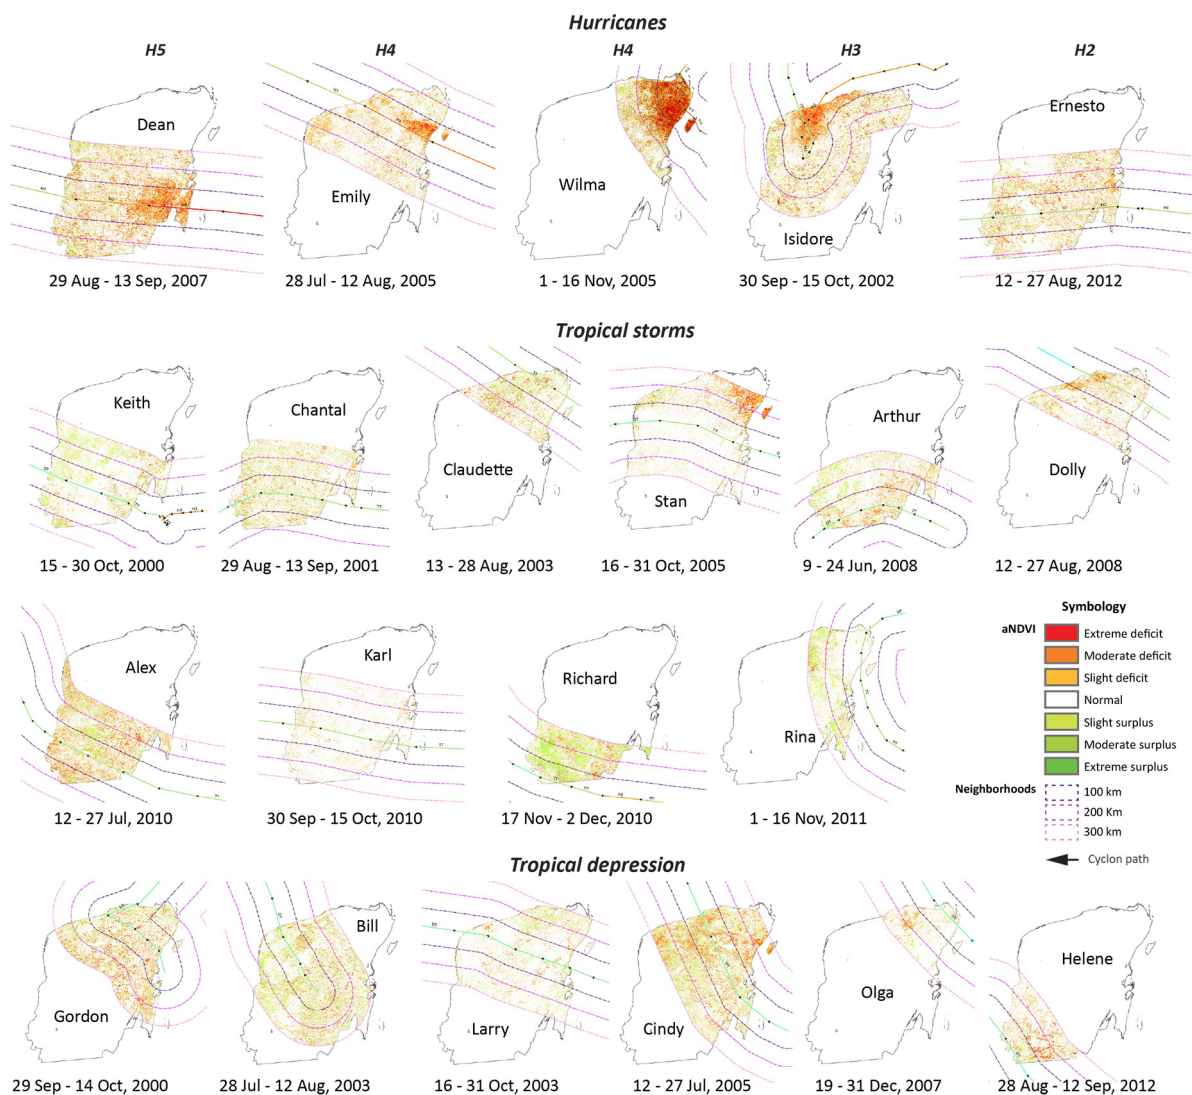 Hurricanes
H5
H4
H4
H3
H2
Dean
Emily
Wilma
Isidore
Ernesto
29 Aug - 13 Sep, 2007
28 Jul - 12 Aug, 2005
1 - 16 Nov, 2005
30 Sep - 15 Oct, 2002
12 - 27 Aug, 2012
Tropical storms
Keith
Chantal
Claudette
Stan
Arthur
Dolly
15 - 30 Oct, 2000
29 Aug - 13 Sep, 2001
13 - 28 Aug, 2003
16 - 31 Oct, 2005
9 - 24 Jun, 2008
12 - 27 Aug, 2008
Alex
Karl
Richard
Rina
12 - 27 Jul, 2010
30 Sep - 15 Oct, 2010
17 Nov - 2 Dec, 2010
1 - 16 Nov, 2011
Symbology
aNDVI
Extreme deficit
Moderate deficit
Slight deficit
Normal
Slight surplus
Moderate surplus
Extreme surplus
Neighborhoods
100 km
200 Km
300 km
Cyclon path
Tropical depression
Gordon
Bill
Larry
Cindy
Olga
Helene
29 Sep - 14 Oct, 2000
28 Jul - 12 Aug, 2003
16 - 31 Oct, 2003
12 - 27 Jul, 2005
19 - 31 Dec, 2007
28 Aug - 12 Sep, 2012